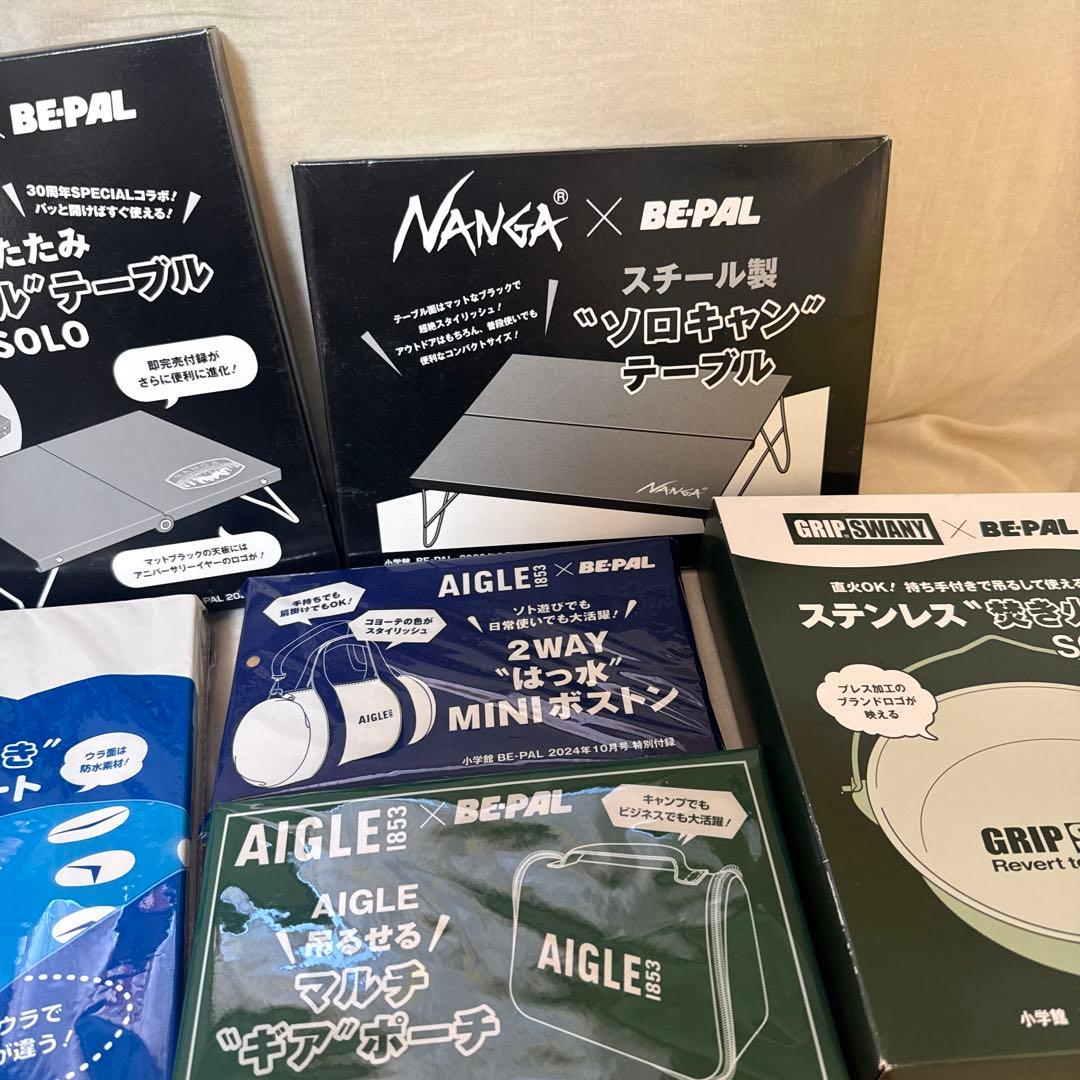 × BE-PAL
30周年SPECIALコラボ!
パッと開けばすぐ使える!
たたみ
ル"テーブル
SOLO
即完売付録が
さらに便利に進化!
NANGA
マットブラックの天板には
アニバーサリーイヤーのロゴが!
PAL 20
NANGA® × BE-PAL
スチール製
"ソロキャン"
テーブル
テーブル面はマットなブラックで
超絶スタイリッシュ!
アウトドアはもちろん、普段使いでも
便利なコンパクトサイズ!
NANGA®
小学館 BE-PAL
GRIP SWANY × BE-PAL
直火OK! 持ち手付きで吊るして使え
ステンレス"焚き火
プレス加工の
ブランドロゴが
映える
GRIP S
Revert to
小学館
AIGLE 1853 × BE-PAL
手持ちでも
肩掛けでもOK!
コヨーテの色が
スタイリッシュ
ソト遊びでも
日常使いでも大活躍!
2WAY
"はっ水"
MINIボストン
AIGLE 1853
小学館 BE-PAL 2024年10月号 特別付録
き"
ート
ウラ面は
防水素材!
ウラで
が違う!
AIGLE 1853 × BE-PAL
キャンプでも
ビジネスでも大活躍!
AIGLE
吊るせる
マルチ
"ギア"ポーチ
AIGLE 1853